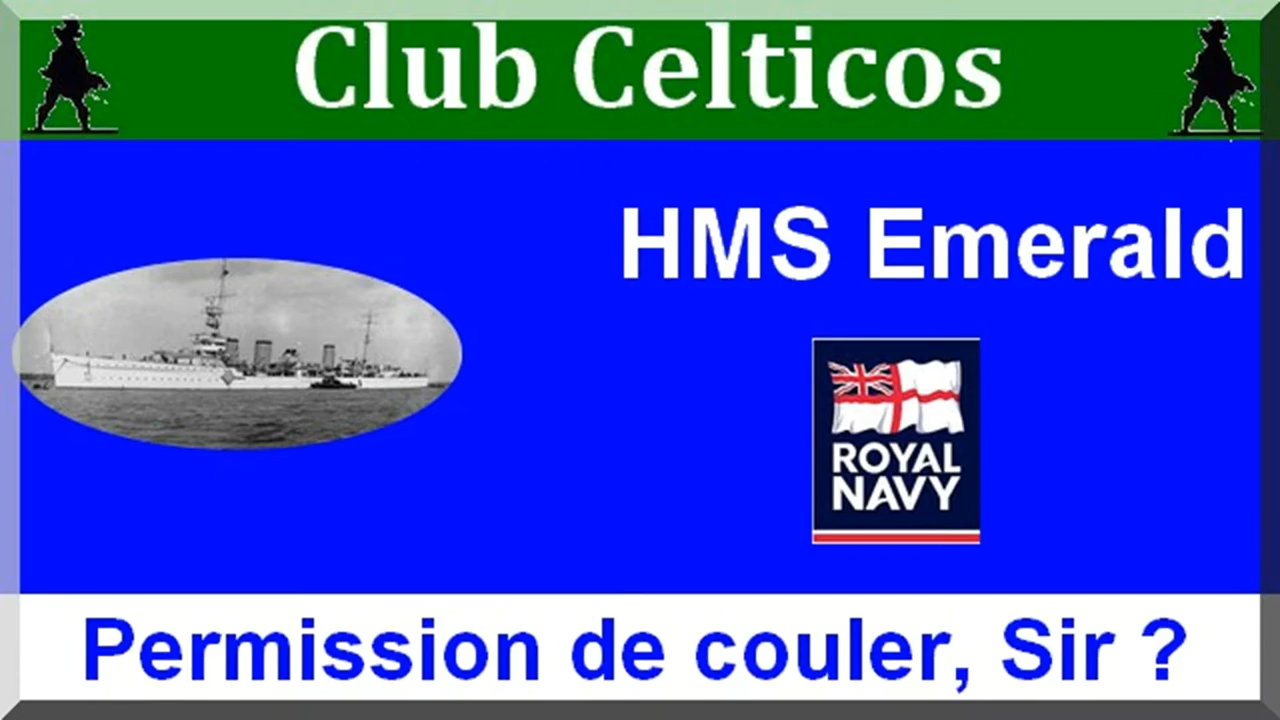 Club Celticos
HMS Emerald
ROYAL
NAVY
Permission de couler, Sir ?